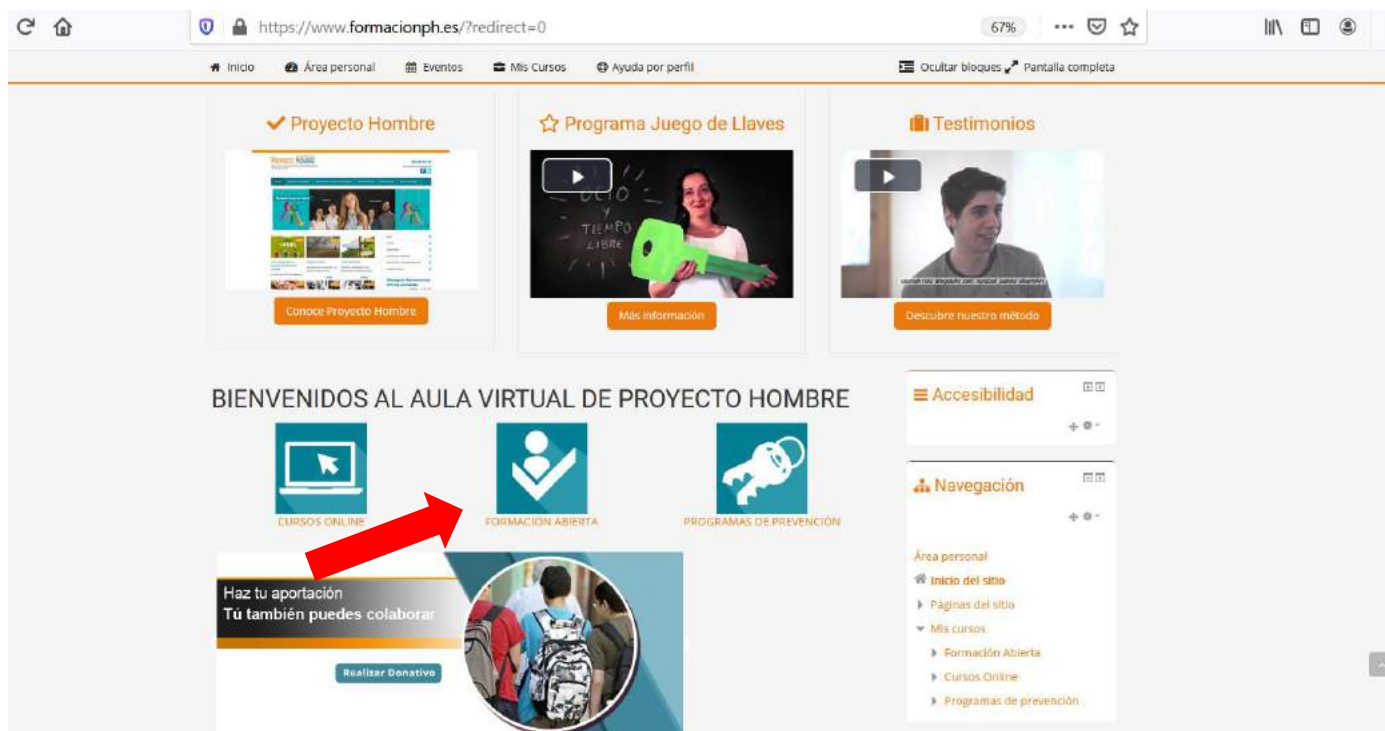 https://www.formacionph.es/?redirect=0
67%
Inicio
Área personal
Eventos
Mis Cursos
Ayuda por perfil
Ocultar bloques
Pantalla completa
Proyecto Hombre
Programa Juego de Llaves
Testimonios
OCIO
Y
TIEMPO
LIBRE
Conoce Proyecto Hombre
Más información
Descubre nuestro método
BIENVENIDOS AL AULA VIRTUAL DE PROYECTO HOMBRE
CURSOS ONLINE
FORMACIÓN ABIERTA
PROGRAMAS DE PREVENCIÓN
Haz tu aportación
Tú también puedes colaborar
Realizar Donativo
Accesibilidad
Navegación
Área personal
Inicio del sitio
Páginas del sitio
Mis cursos
Formación Abierta
Cursos Online
Programas de prevención